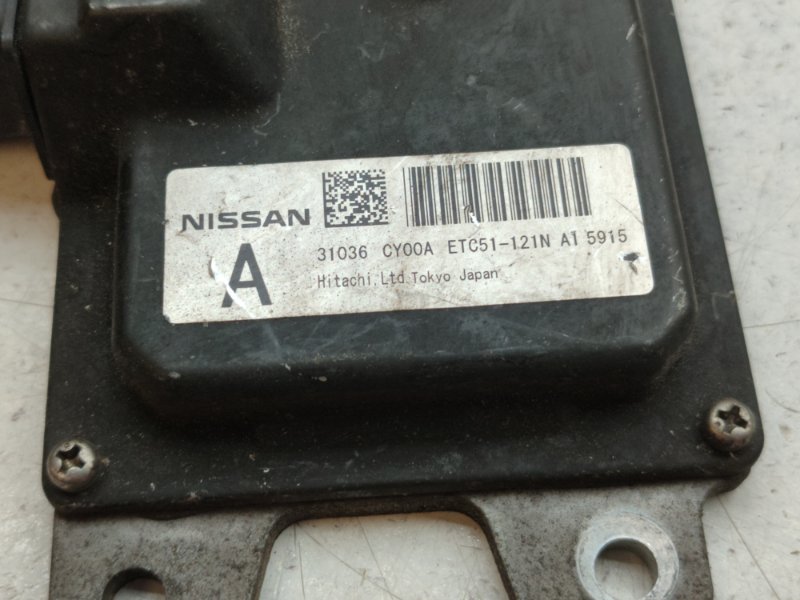 NISSAN
A
31036 CY00A ETC51-121N A1 5915
Hitachi,Ltd.Tokyo Japan